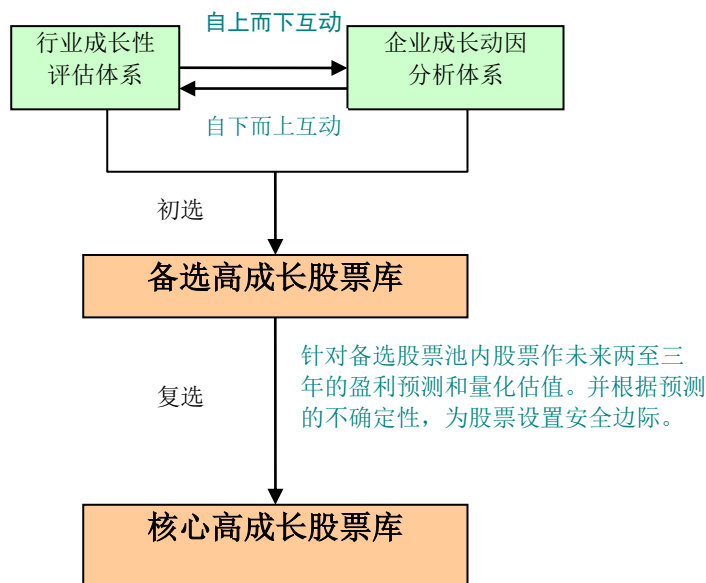 自上而下互动
行业成长性
评估体系
企业成长动因
分析体系
自下而上互动
初选
备选高成长股票库
针对备选股票池内股票作未来两至三
年的盈利预测和量化估值。并根据预测
的不确定性，为股票设置安全边际。
复选
核心高成长股票库